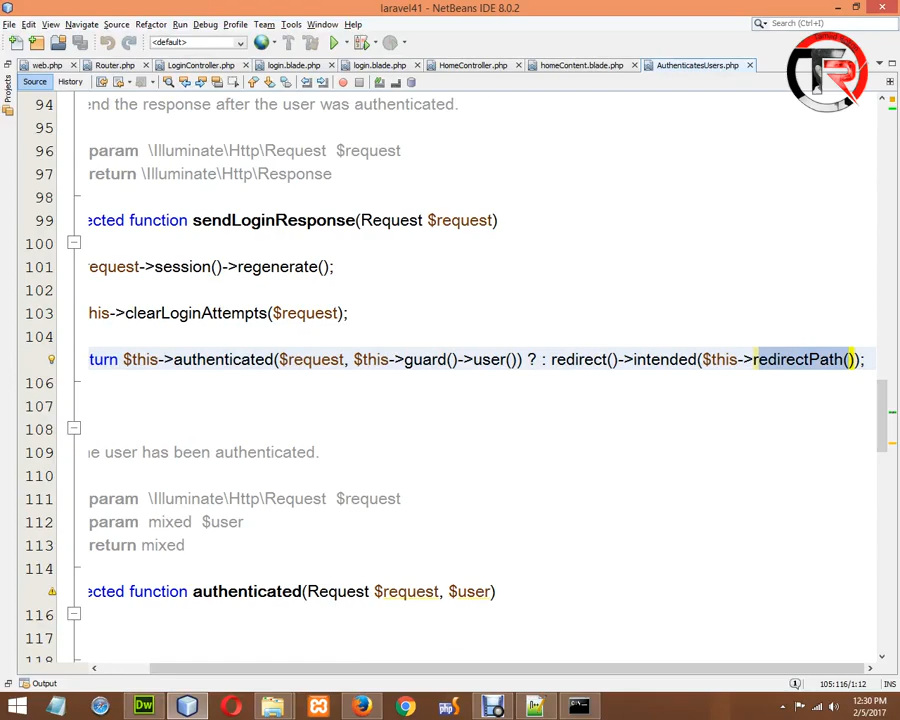 laravel41 - NetBeans IDE 8.0.2
File Edit View Navigate Source Refactor Run Debug Profile Team Tools Window Help
Search (Ctrl+I)
<default>
web.php Router.php LoginController.php login.blade.php login.blade.php HomeController.php homeContent.blade.php AuthenticatesUsers.php
Source History
Projects
94 end the response after the user was authenticated.
95
96 param \Illuminate\Http\Request $request
97 return \Illuminate\Http\Response
98
99 ected function sendLoginResponse(Request $request)
100
101 request->session()->regenerate();
102
103 his->clearLoginAttempts($request);
104
turn $this->authenticated($request, $this->guard()->user()) ? : redirect()->intended($this->redirectPath());
106
107
108
109 he user has been authenticated.
110
111 param \Illuminate\Http\Request $request
112 param mixed $user
113 return mixed
114
ected function authenticated(Request $request, $user)
116
117
118
Output
105:116/1:12 INS
12:30 PM
2/5/2017